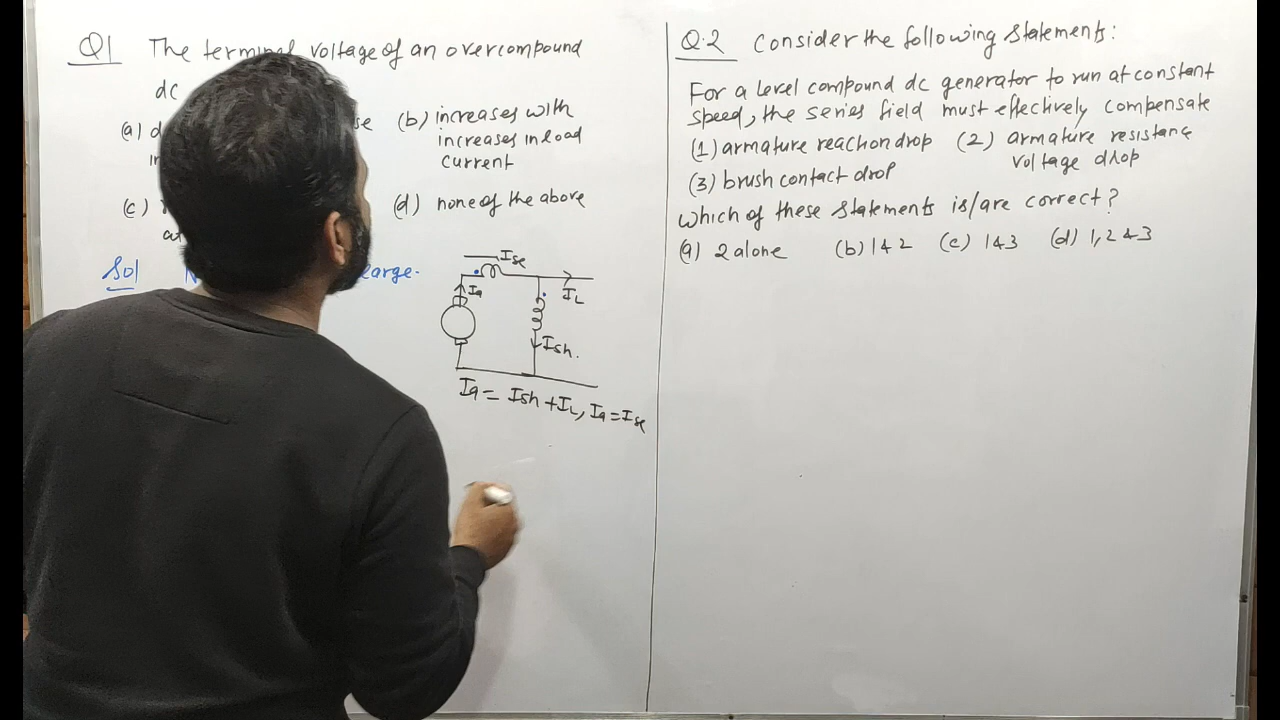 Q1 The terminal voltage of an overcompound
dc
(a) d se (b) increases with
increases in load
current
(c) (d) none of the above
at
Sol N earge.
Ise
Ia
IL
Ish.
Ia = Ish + IL, Ia = Ise
Q.2 Consider the following statements:
For a level compound dc generator to run at constant
speed, the series field must effectively compensate
(1) armature reaction drop (2) armature resistance
voltage drop
(3) brush contact drop
Which of these statements is/are correct?
(a) 2 alone (b) 1 & 2 (c) 1 & 3 (d) 1, 2 & 3